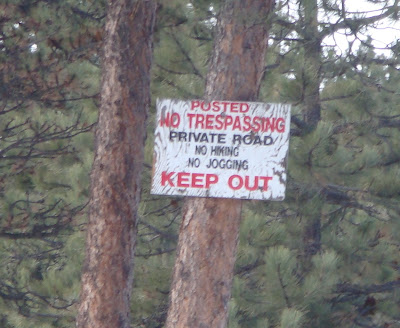 POSTED
NO TRESPASSING
PRIVATE ROAD
NO HIKING
NO JOGGING
KEEP OUT